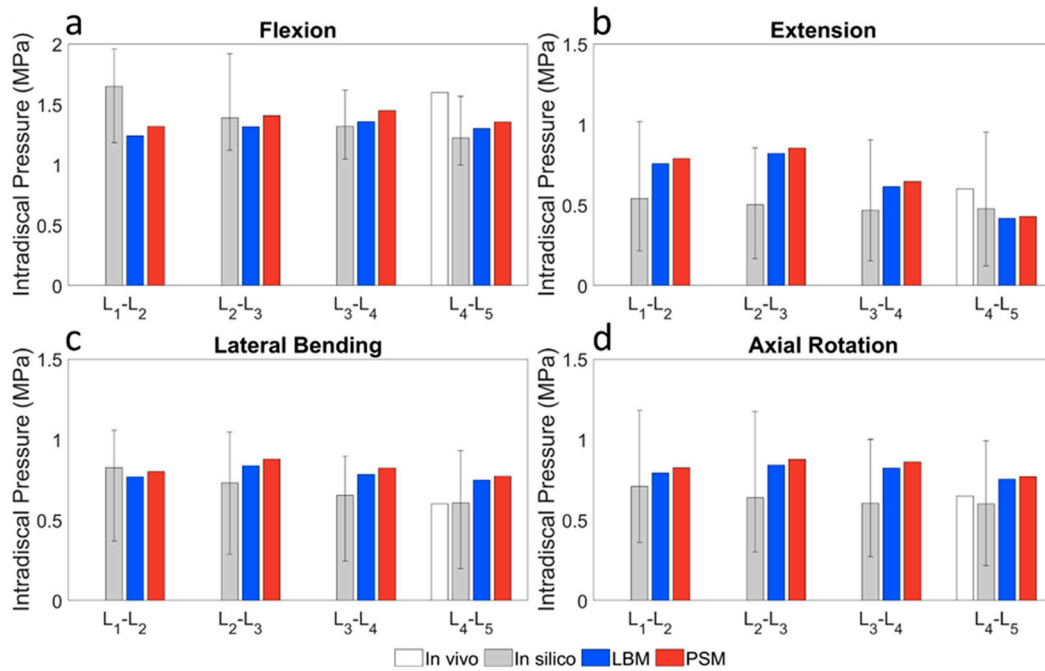 a
Flexion
Intradiscal Pressure (MPa)
2
1.5
1
0.5
0
L1-L2
L2-L3
L3-L4
L4-L5
b
Extension
Intradiscal Pressure (MPa)
1.5
1
0.5
0
L1-L2
L2-L3
L3-L4
L4-L5
c
Lateral Bending
Intradiscal Pressure (MPa)
1.5
1
0.5
0
L1-L2
L2-L3
L3-L4
L4-L5
d
Axial Rotation
Intradiscal Pressure (MPa)
1.5
1
0.5
0
L1-L2
L2-L3
L3-L4
L4-L5
In vivo In silico LBM PSM